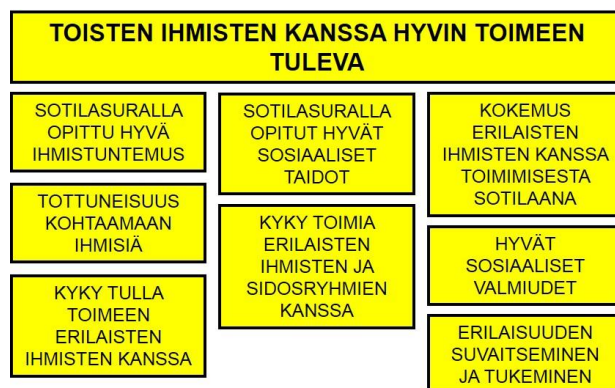 TOISTEN IHMISTEN KANSSA HYVIN TOIMEEN
TULEVA
SOTILASURALLA
OPITTU HYVÄ
IHMISTUNTEMUS
TOTTUNEISUUS
KOHTAAMAAN
IHMISIÄ
KYKY TULLA
TOIMEEN
ERILAISTEN
IHMISTEN KANSSA
SOTILASURALLA
OPITUT HYVÄT
SOSIAALISET
TAIDOT
KYKY TOIMIA
ERILAISTEN
IHMISTEN JA
SIDOSRYHMIEN
KANSSA
KOKEMUS
ERILAISTEN
IHMISTEN KANSSA
TOIMIMISESTA
SOTILAANA
HYVÄT
SOSIAALISET
VALMIUDET
ERILAISUUDEN
SUVAITSEMINEN
JA TUKEMINEN